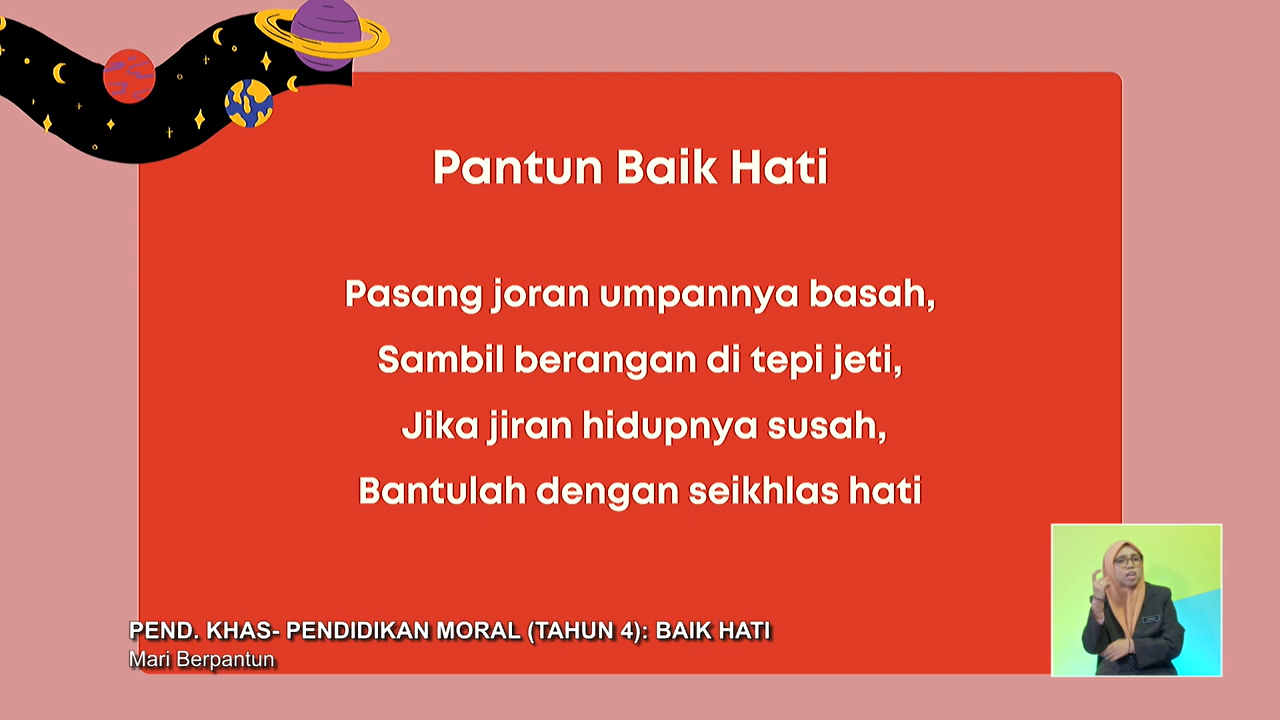 Pantun Baik Hati
Pasang joran umpannya basah,
Sambil berangan di tepi jeti,
Jika jiran hidupnya susah,
Bantulah dengan seikhlas hati
PEND. KHAS- PENDIDIKAN MORAL (TAHUN 4): BAIK HATI
Mari Berpantun